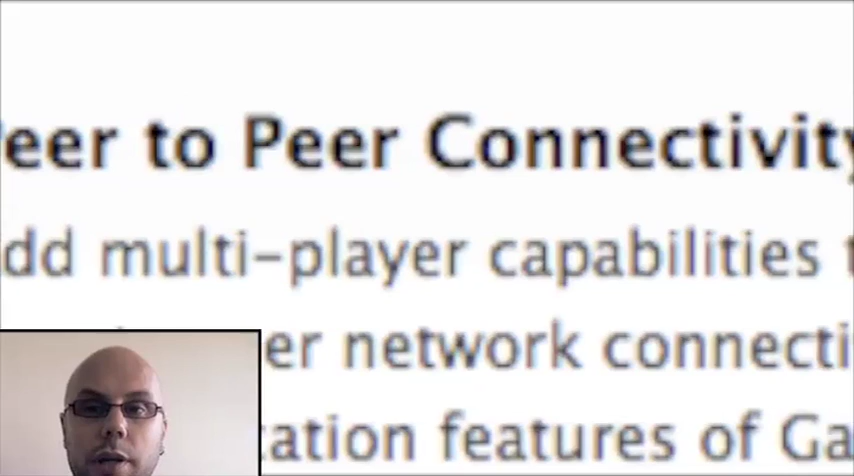 eer to Peer Connectivity
dd multi-player capabilities
er network connecti
ation features of Ga